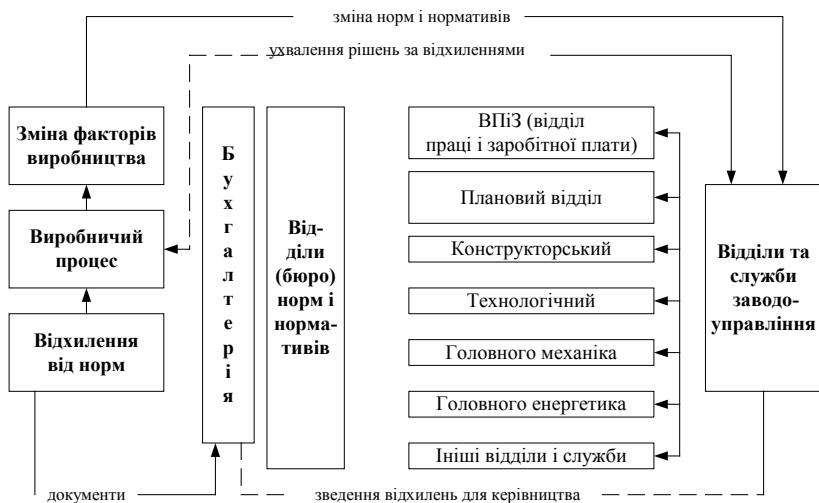 зміна норм і нормативів
ухвалення рішень за відхиленнями
Зміна факторів
виробництва
Виробничий
процес
Відхилення
від норм
Б
у
х
г
а
л
т
е
р
і
я
Від-
діли
(бюро)
норм і
норма-
тивів
ВПіЗ (відділ
праці і заробітної плати)
Плановий відділ
Конструкторський
Технологічний
Головного механіка
Головного енергетика
Ініші відділи і служби
Відділи та
служби
заводо-
управління
документи
зведення відхилень для керівництва